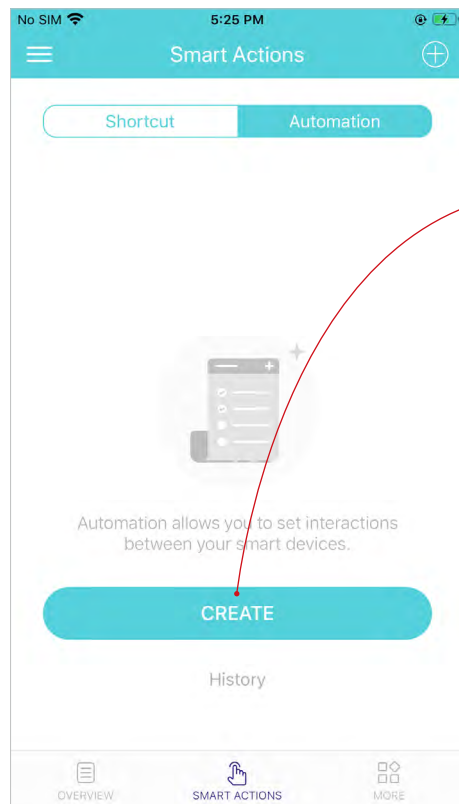 No SIM 5:25 PM
Smart Actions
Shortcut Automation
Automation allows you to set interactions
between your smart devices.
CREATE
History
OVERVIEW SMART ACTIONS MORE